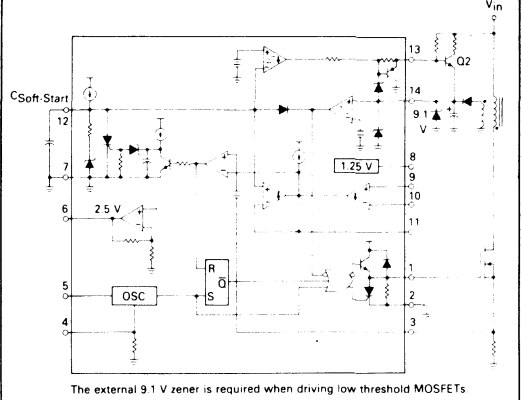 Vin
13
Q2
CSoft-Start
12
14
9.1
V
7
8
1.25 V
9
10
6
2.5 V
11
R
Q
1
5
OSC
S
2
4
3
The external 9.1 V zener is required when driving low threshold MOSFETs.